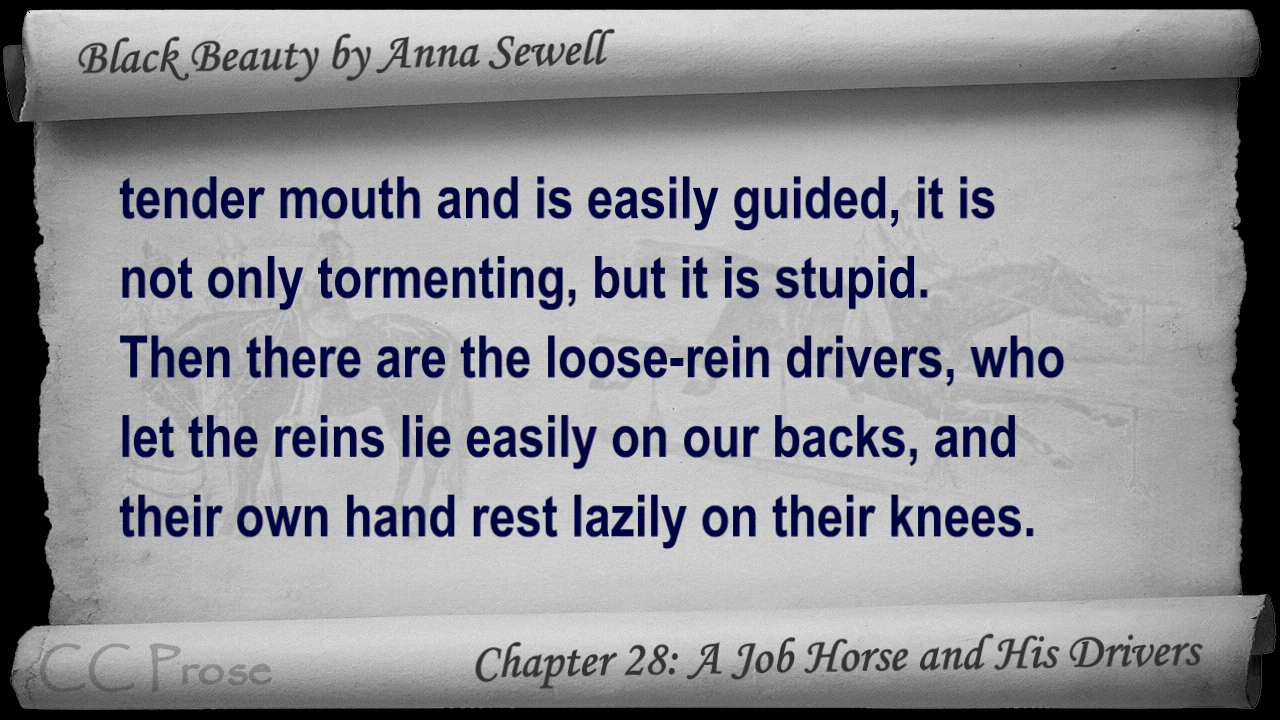 Black Beauty by Anna Sewell
tender mouth and is easily guided, it is
not only tormenting, but it is stupid.
Then there are the loose-rein drivers, who
let the reins lie easily on our backs, and
their own hand rest lazily on their knees.
CC Prose
Chapter 28: A Job Horse and His Drivers